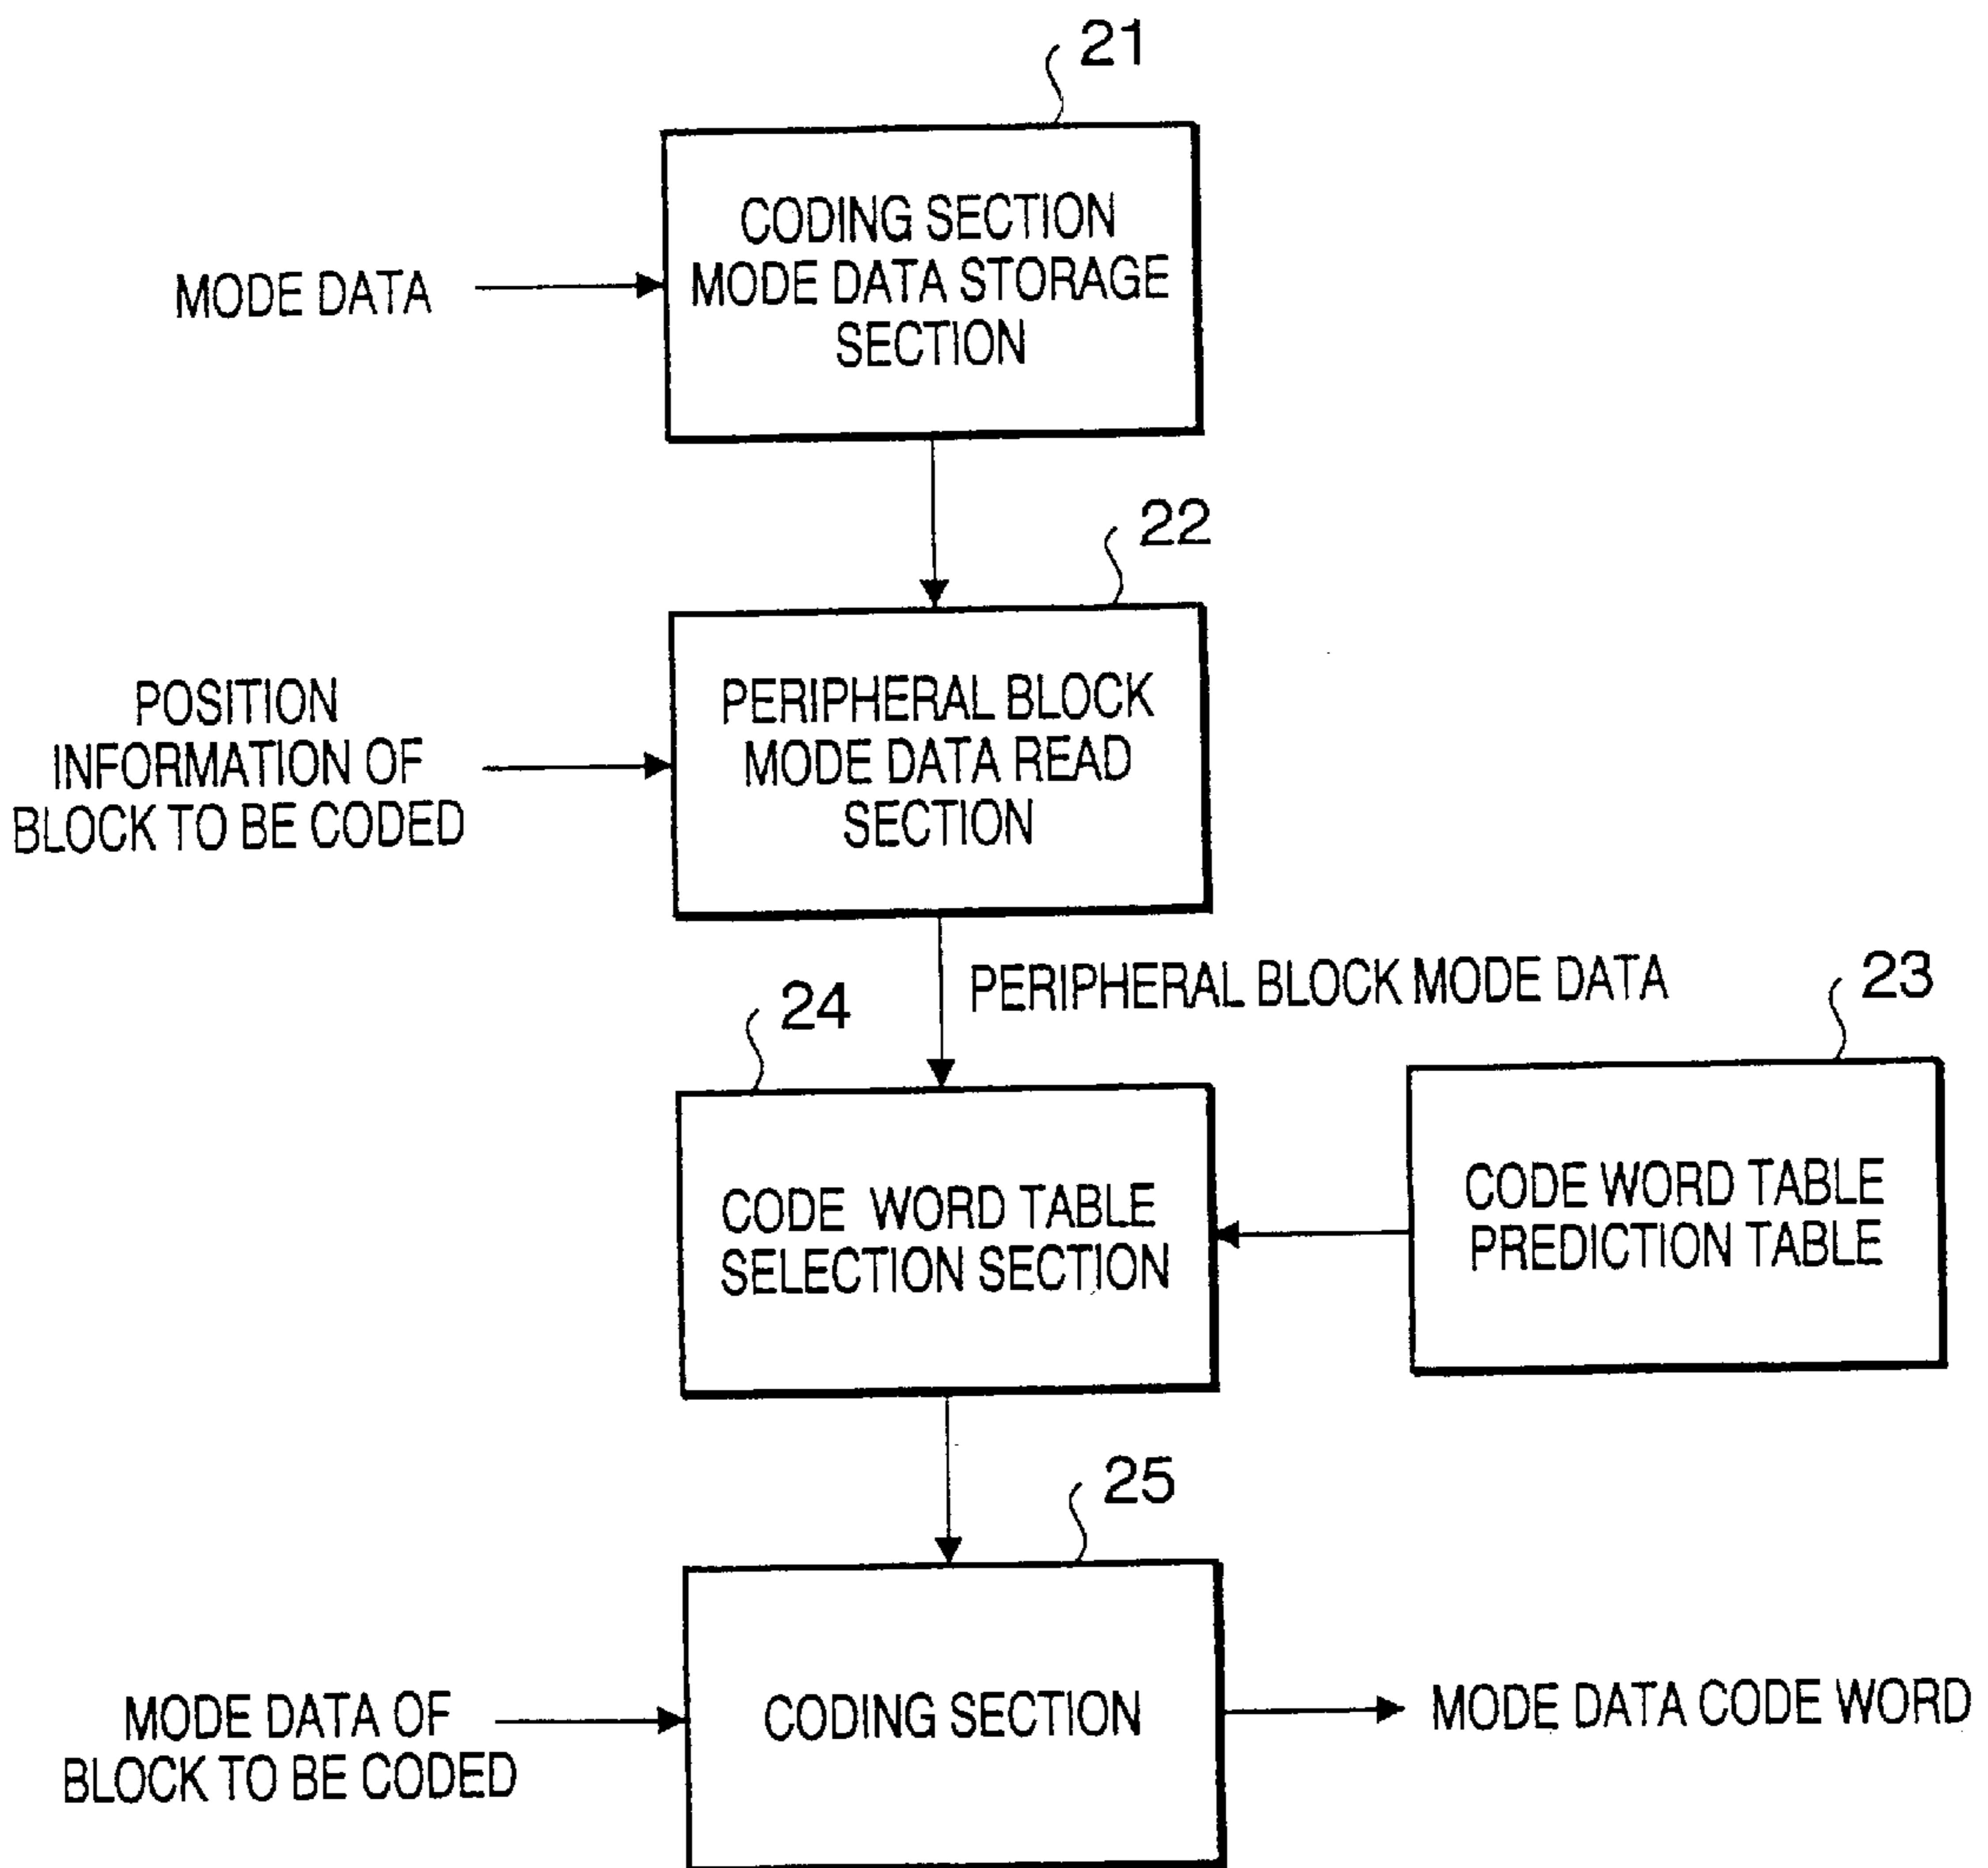 21
CODING SECTION
MODE DATA STORAGE
SECTION
MODE DATA
22
PERIPHERAL BLOCK
MODE DATA READ
SECTION
POSITION
INFORMATION OF
BLOCK TO BE CODED
PERIPHERAL BLOCK MODE DATA
24
23
CODE WORD TABLE
SELECTION SECTION
CODE WORD TABLE
PREDICTION TABLE
25
MODE DATA OF
BLOCK TO BE CODED
CODING SECTION
MODE DATA CODE WORD